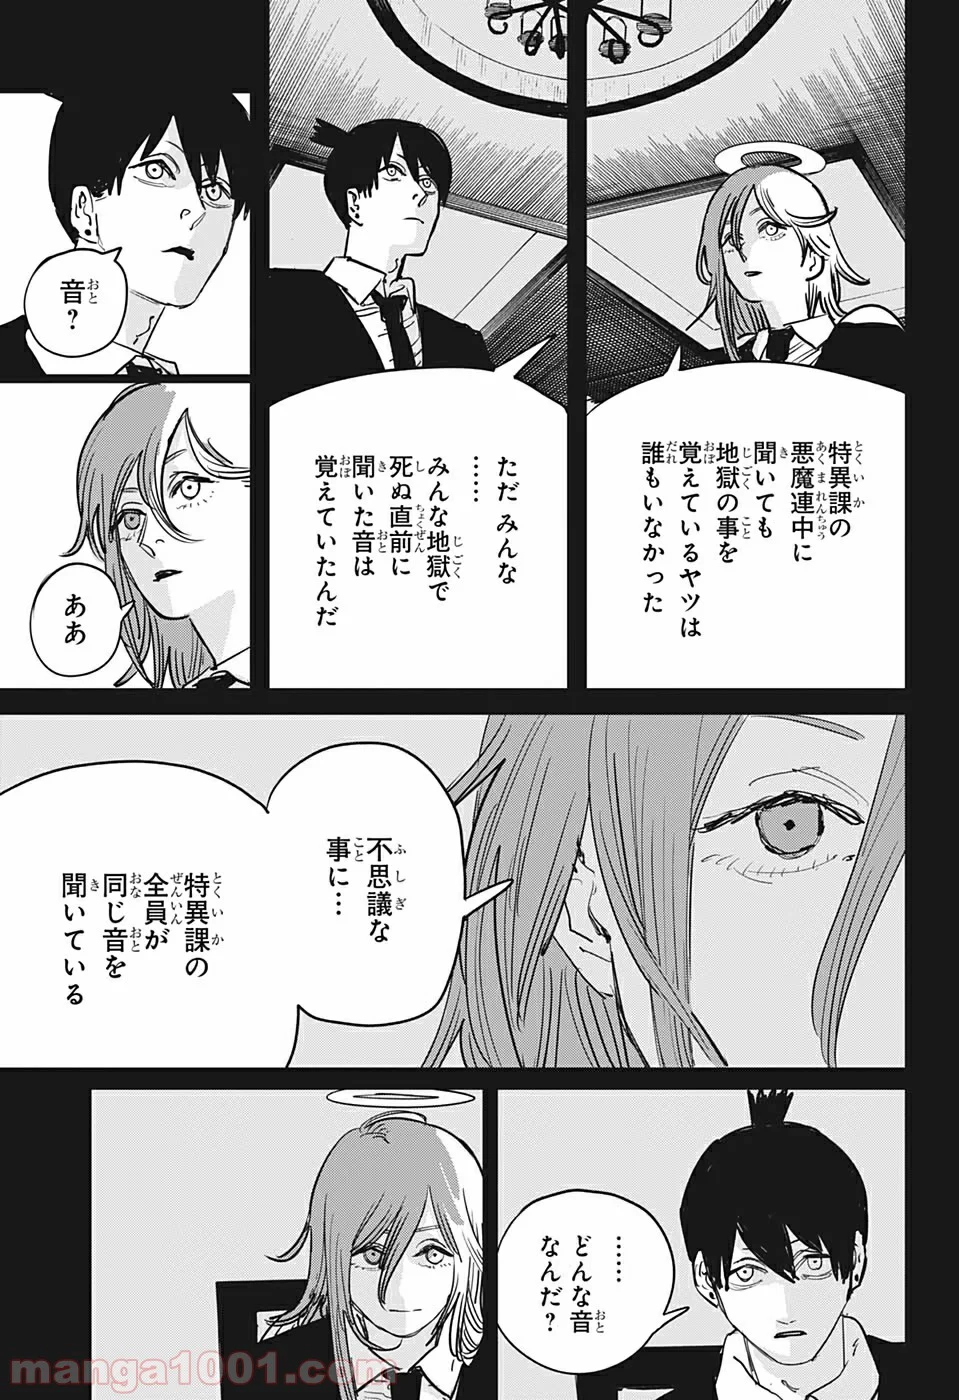 特異課の
悪魔連中に
聞いても
地獄の事を
覚えているヤツは
誰もいなかった
……
ただ みんな
みんな地獄で
死ぬ直前に
聞いた音は
覚えていたんだ
音?
ああ
不思議な
事に…
特異課の
全員が
同じ音を
聞いている
……
どんな音
なんだ?
manga1001.com